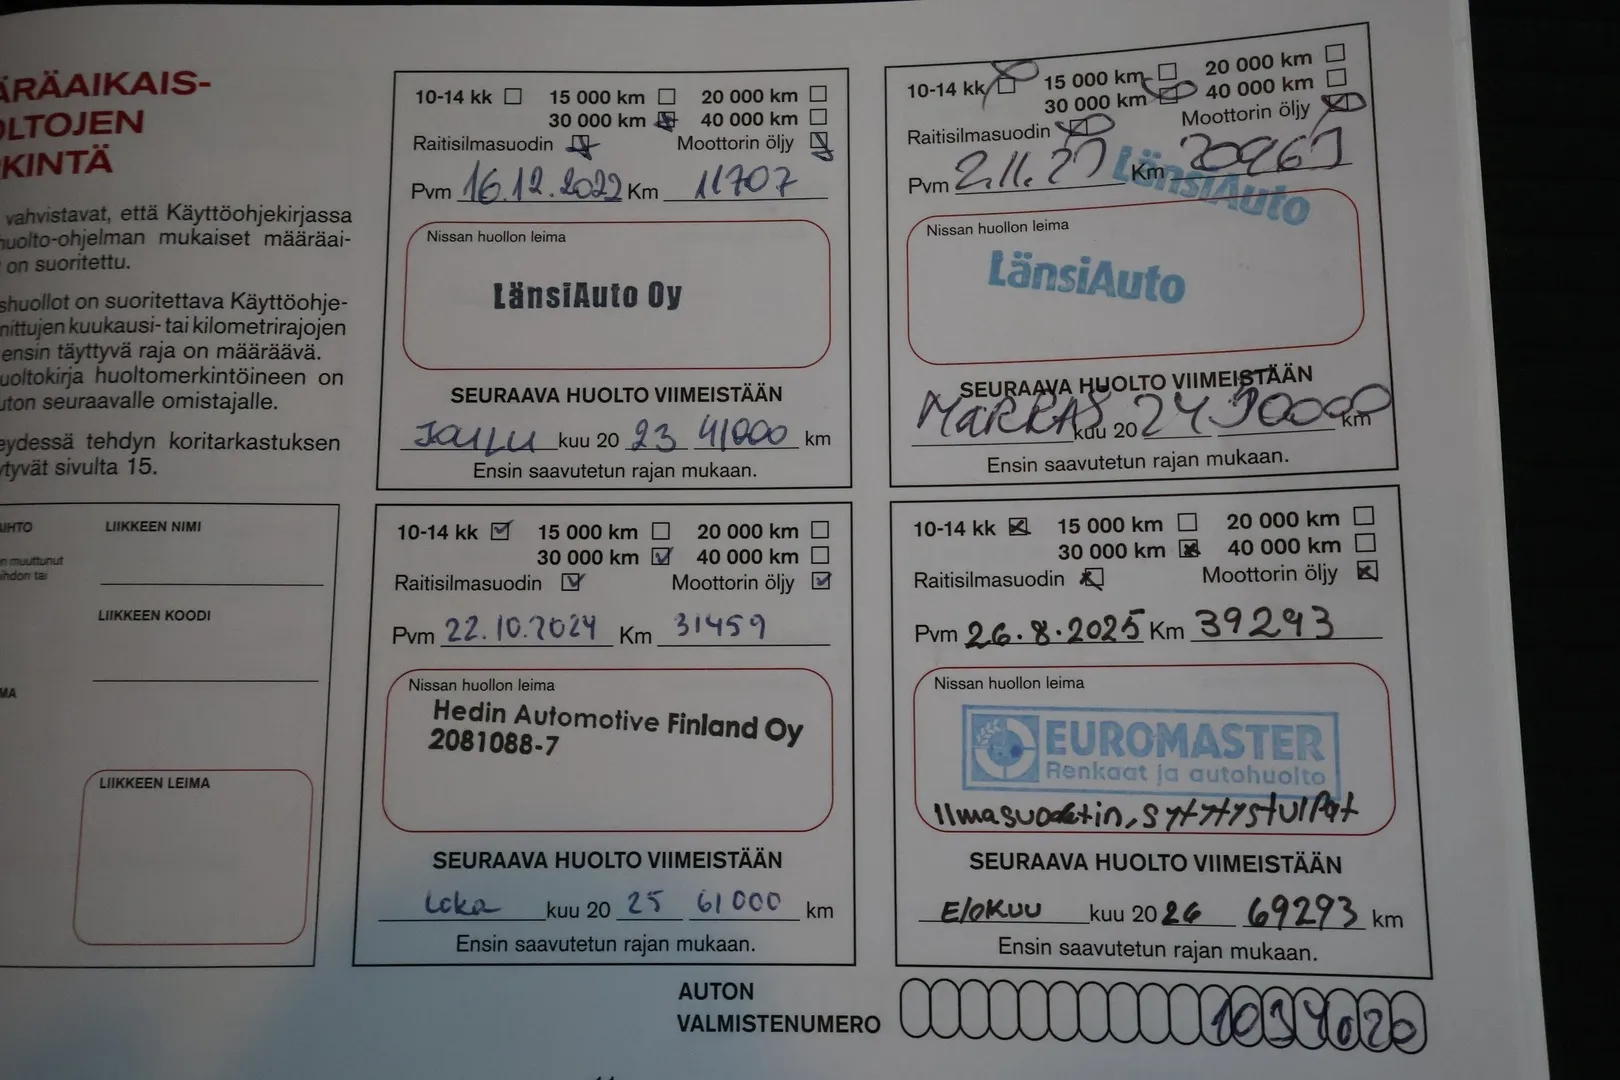 ÄRÄAIKAIS-
OLTOJEN
KINTÄ
vahvistavat, että Käyttöohjekirjassa
huolto-ohjelman mukaiset määräai-
on suoritettu.
shuollot on suoritettava Käyttöohje-
nittujen kuukausi- tai kilometrirajojen
ensin täyttyvä raja on määräävä.
uoltokirja huoltomerkintöineen on
uton seuraavalle omistajalle.
eydessä tehdyn koritarkastuksen
ytyvät sivulta 15.
AIHTO
n muuttunut
ihdon tai
MA
LIIKKEEN NIMI
LIIKKEEN KOODI
LIIKKEEN LEIMA
10-14 kk 15 000 km 20 000 km
30 000 km 40 000 km
Raitisilmasuodin Moottorin öljy
Pvm 16.12.2022 Km 11707
Nissan huollon leima
LänsiAuto Oy
SEURAAVA HUOLTO VIIMEISTÄÄN
JOULU kuu 20 23 41000 km
Ensin saavutetun rajan mukaan.
10-14 kk 15 000 km 20 000 km
30 000 km 40 000 km
Raitisilmasuodin Moottorin öljy
Pvm 2.11. Km
LänsiAuto
Nissan huollon leima
LänsiAuto
SEURAAVA HUOLTO VIIMEISTÄÄN
MARRAS kuu 20 24 50000 km
Ensin saavutetun rajan mukaan.
10-14 kk 15 000 km 20 000 km
30 000 km 40 000 km
Raitisilmasuodin Moottorin öljy
Pvm 22.10.2024 Km 31459
Nissan huollon leima
Hedin Automotive Finland Oy
2081088-7
SEURAAVA HUOLTO VIIMEISTÄÄN
Loka kuu 20 25 61000 km
Ensin saavutetun rajan mukaan.
10-14 kk 15 000 km 20 000 km
30 000 km 40 000 km
Raitisilmasuodin Moottorin öljy
Pvm 26.8.2025 Km 39293
Nissan huollon leima
EUROMASTER
Renkaat ja autohuolto
Ilmasuodatin, sytytystulpat
SEURAAVA HUOLTO VIIMEISTÄÄN
ElOKUU kuu 20 26 69293 km
Ensin saavutetun rajan mukaan.
AUTON
VALMISTENUMERO 1034020